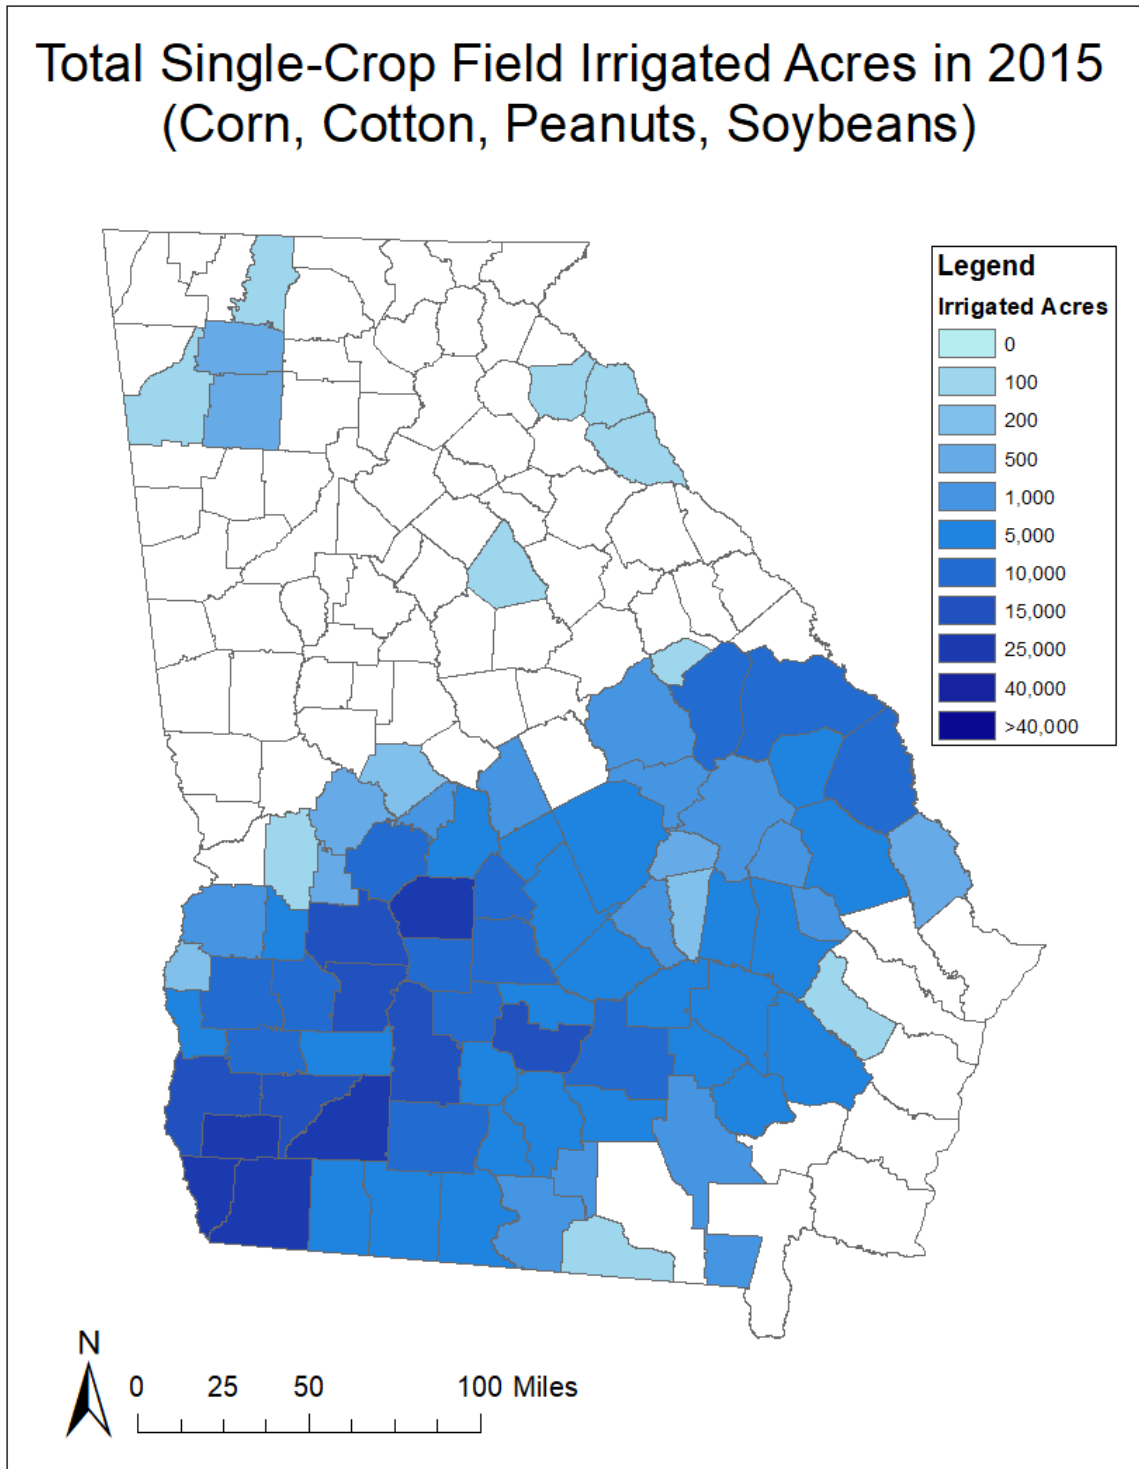 Total Single-Crop Field Irrigated Acres in 2015
(Corn, Cotton, Peanuts, Soybeans)
Legend
Irrigated Acres
0
100
200
500
1,000
5,000
10,000
15,000
25,000
40,000
>40,000
N
0 25 50 100 Miles